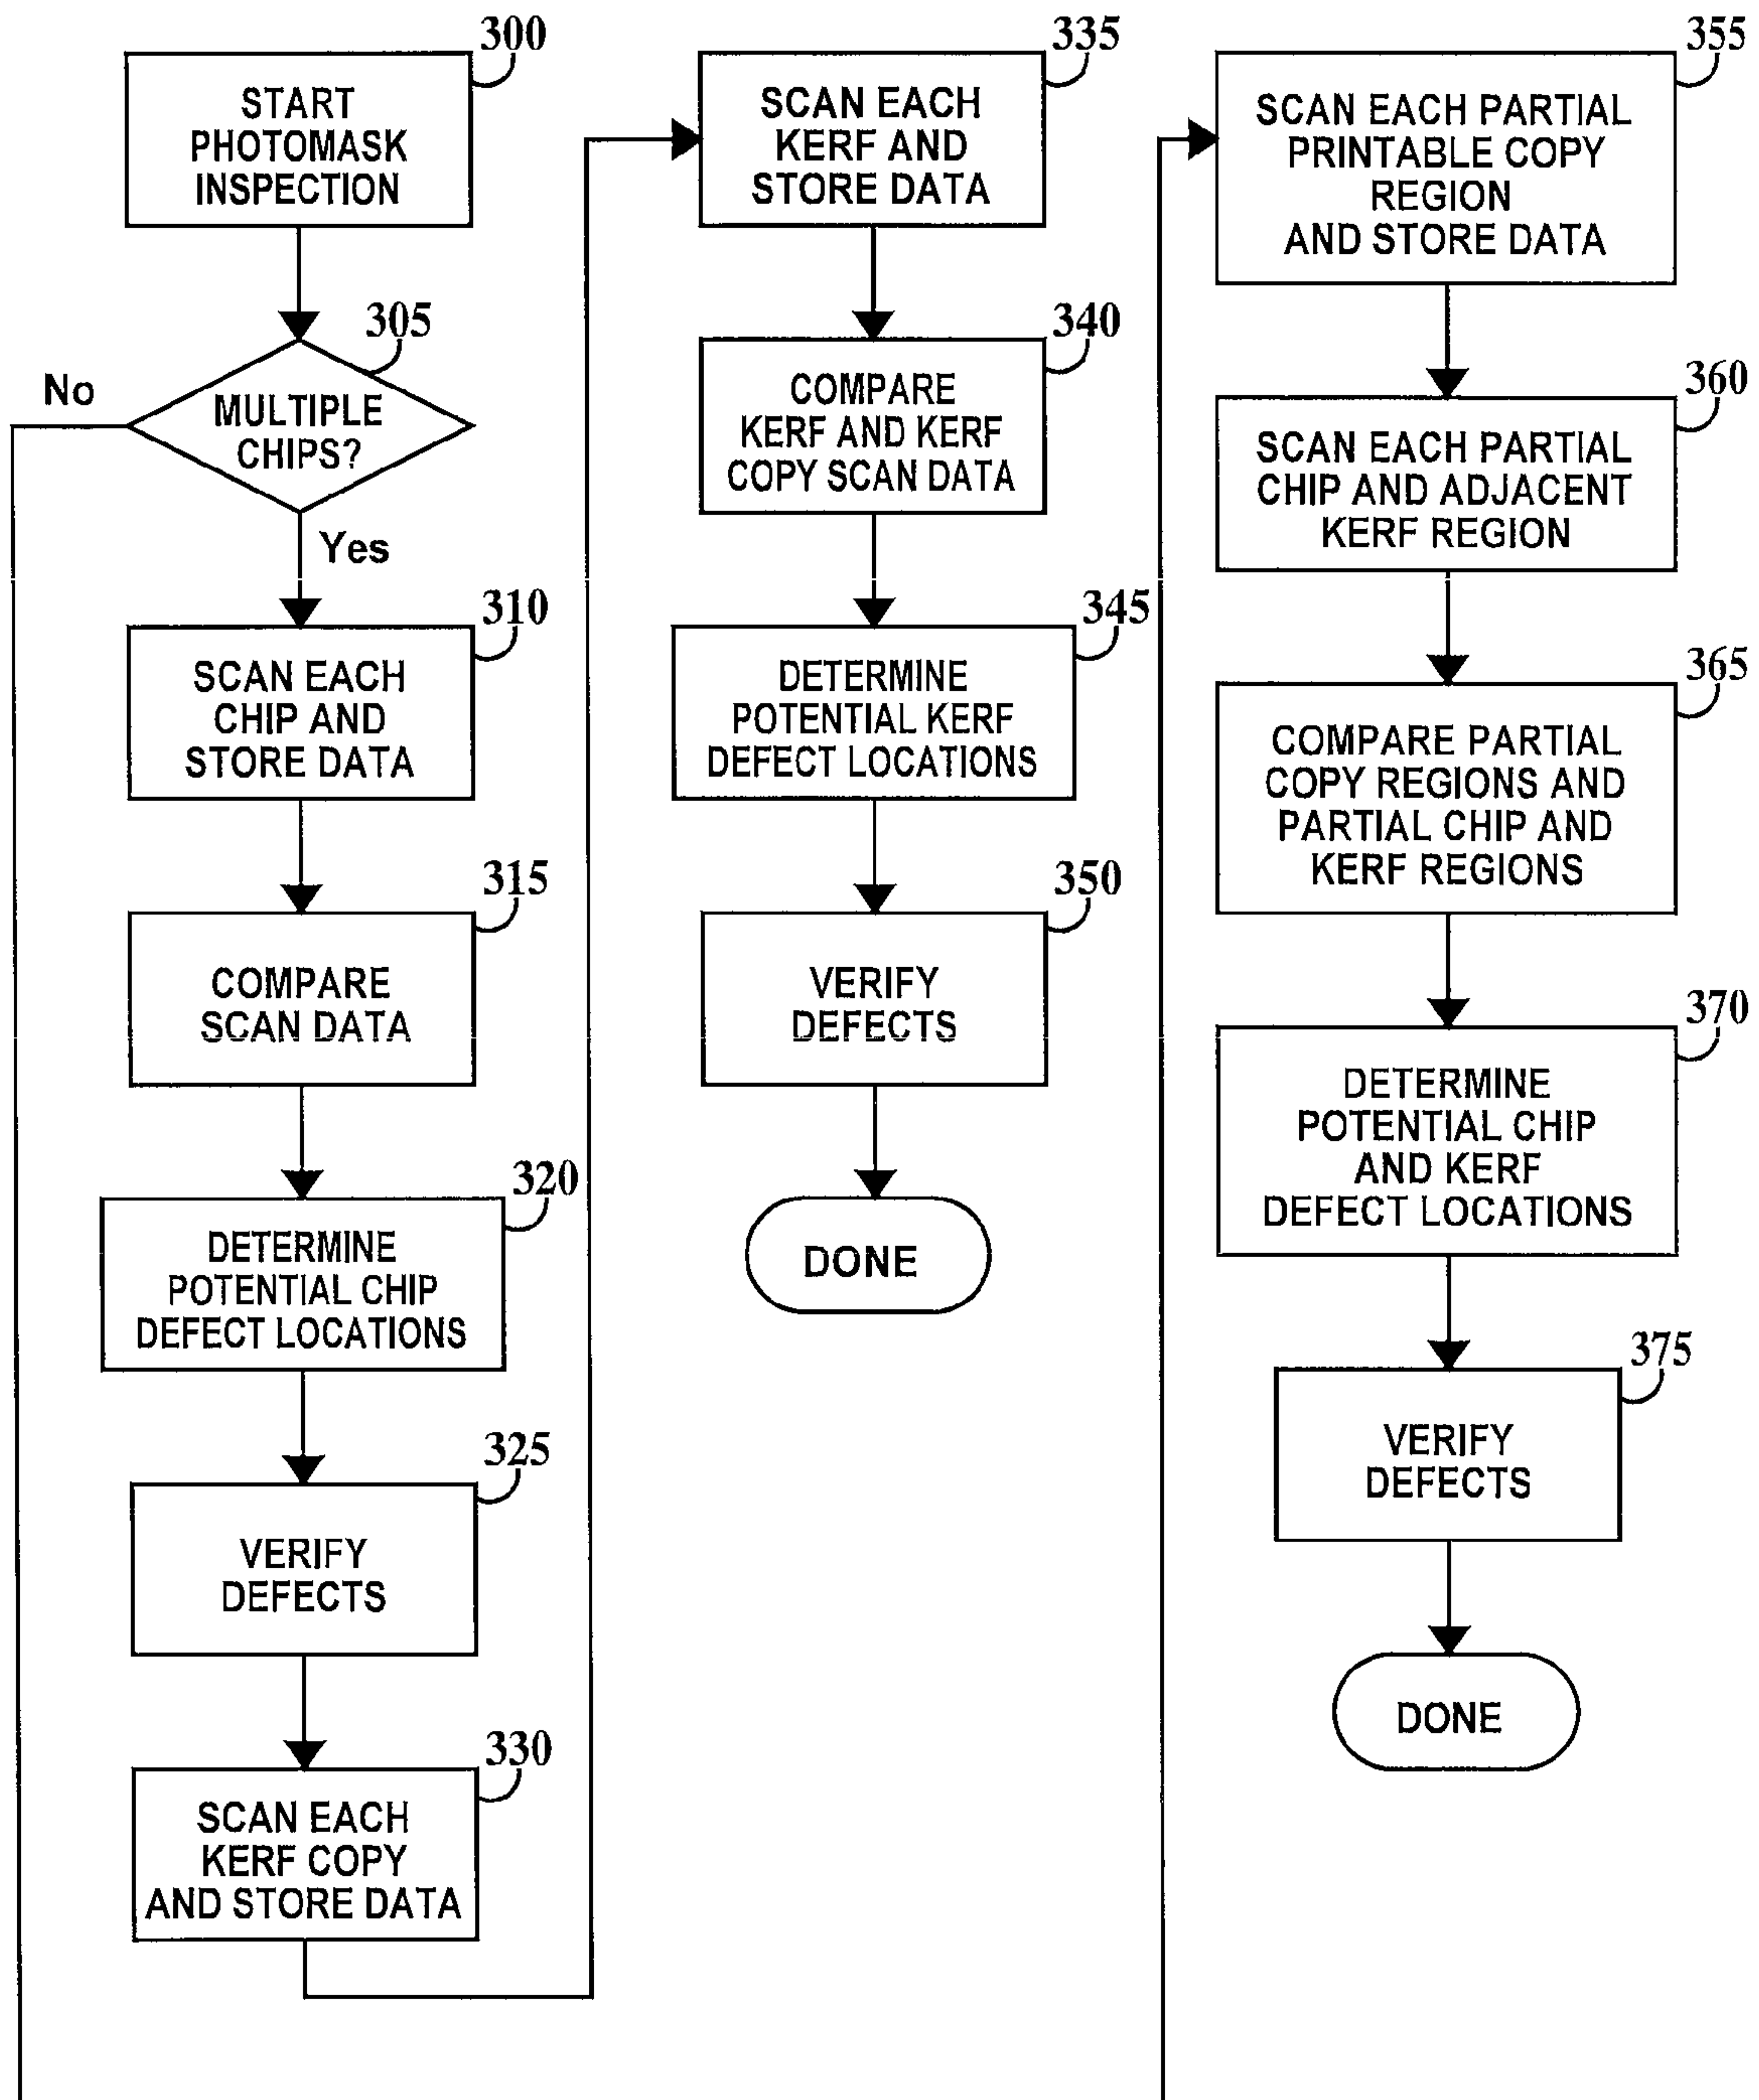 300
START
PHOTOMASK
INSPECTION
305
No
MULTIPLE
CHIPS?
Yes
310
SCAN EACH
CHIP AND
STORE DATA
315
COMPARE
SCAN DATA
320
DETERMINE
POTENTIAL CHIP
DEFECT LOCATIONS
325
VERIFY
DEFECTS
330
SCAN EACH
KERF COPY
AND STORE DATA
335
SCAN EACH
KERF AND
STORE DATA
340
COMPARE
KERF AND KERF
COPY SCAN DATA
345
DETERMINE
POTENTIAL KERF
DEFECT LOCATIONS
350
VERIFY
DEFECTS
DONE
355
SCAN EACH PARTIAL
PRINTABLE COPY
REGION
AND STORE DATA
360
SCAN EACH PARTIAL
CHIP AND ADJACENT
KERF REGION
365
COMPARE PARTIAL
COPY REGIONS AND
PARTIAL CHIP AND
KERF REGIONS
370
DETERMINE
POTENTIAL CHIP
AND KERF
DEFECT LOCATIONS
375
VERIFY
DEFECTS
DONE